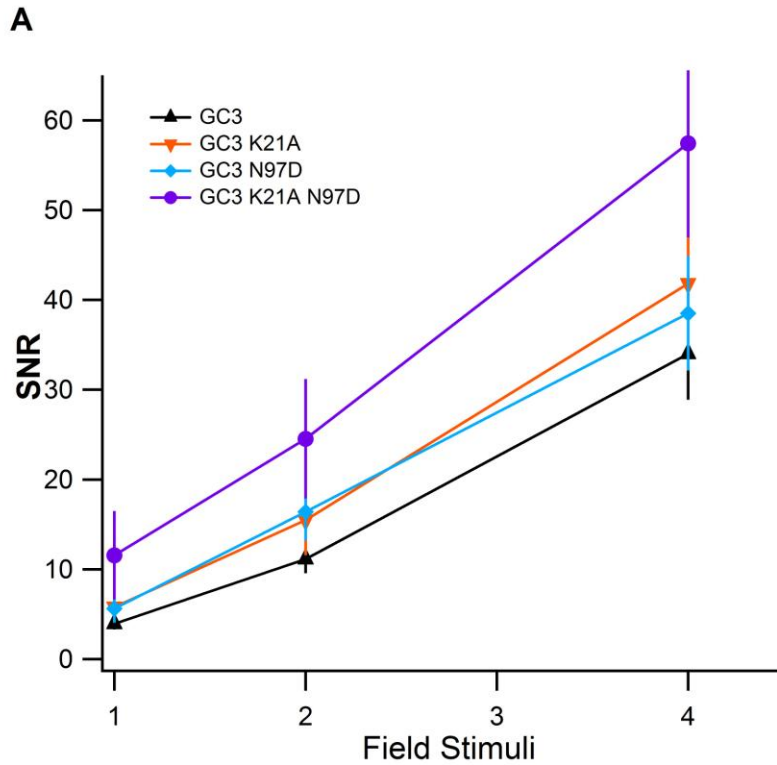 A
GC3
GC3 K21A
GC3 N97D
GC3 K21A N97D
60
50
40
30
20
10
0
SNR
1 2 3 4
Field Stimuli